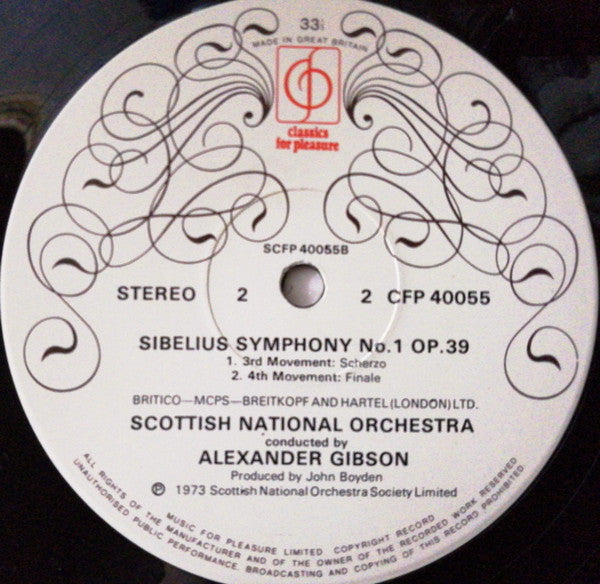 33⅓
MADE IN GREAT BRITAIN
classics
for pleasure
SCFP 40055B
STEREO 2 2 CFP 40055
SIBELIUS SYMPHONY No.1 OP.39
1. 3rd Movement: Scherzo
2. 4th Movement: Finale
BRITICO—MCPS—BREITKOPF AND HARTEL (LONDON) LTD.
SCOTTISH NATIONAL ORCHESTRA
conducted by
ALEXANDER GIBSON
Produced by John Boyden
℗ 1973 Scottish National Orchestra Society Limited
MUSIC FOR PLEASURE LIMITED. COPYRIGHT RECORD
ALL RIGHTS OF THE MANUFACTURER AND OF THE OWNER OF THE RECORDED WORK RESERVED
UNAUTHORISED PUBLIC PERFORMANCE, BROADCASTING AND COPYING OF THIS RECORD PROHIBITED